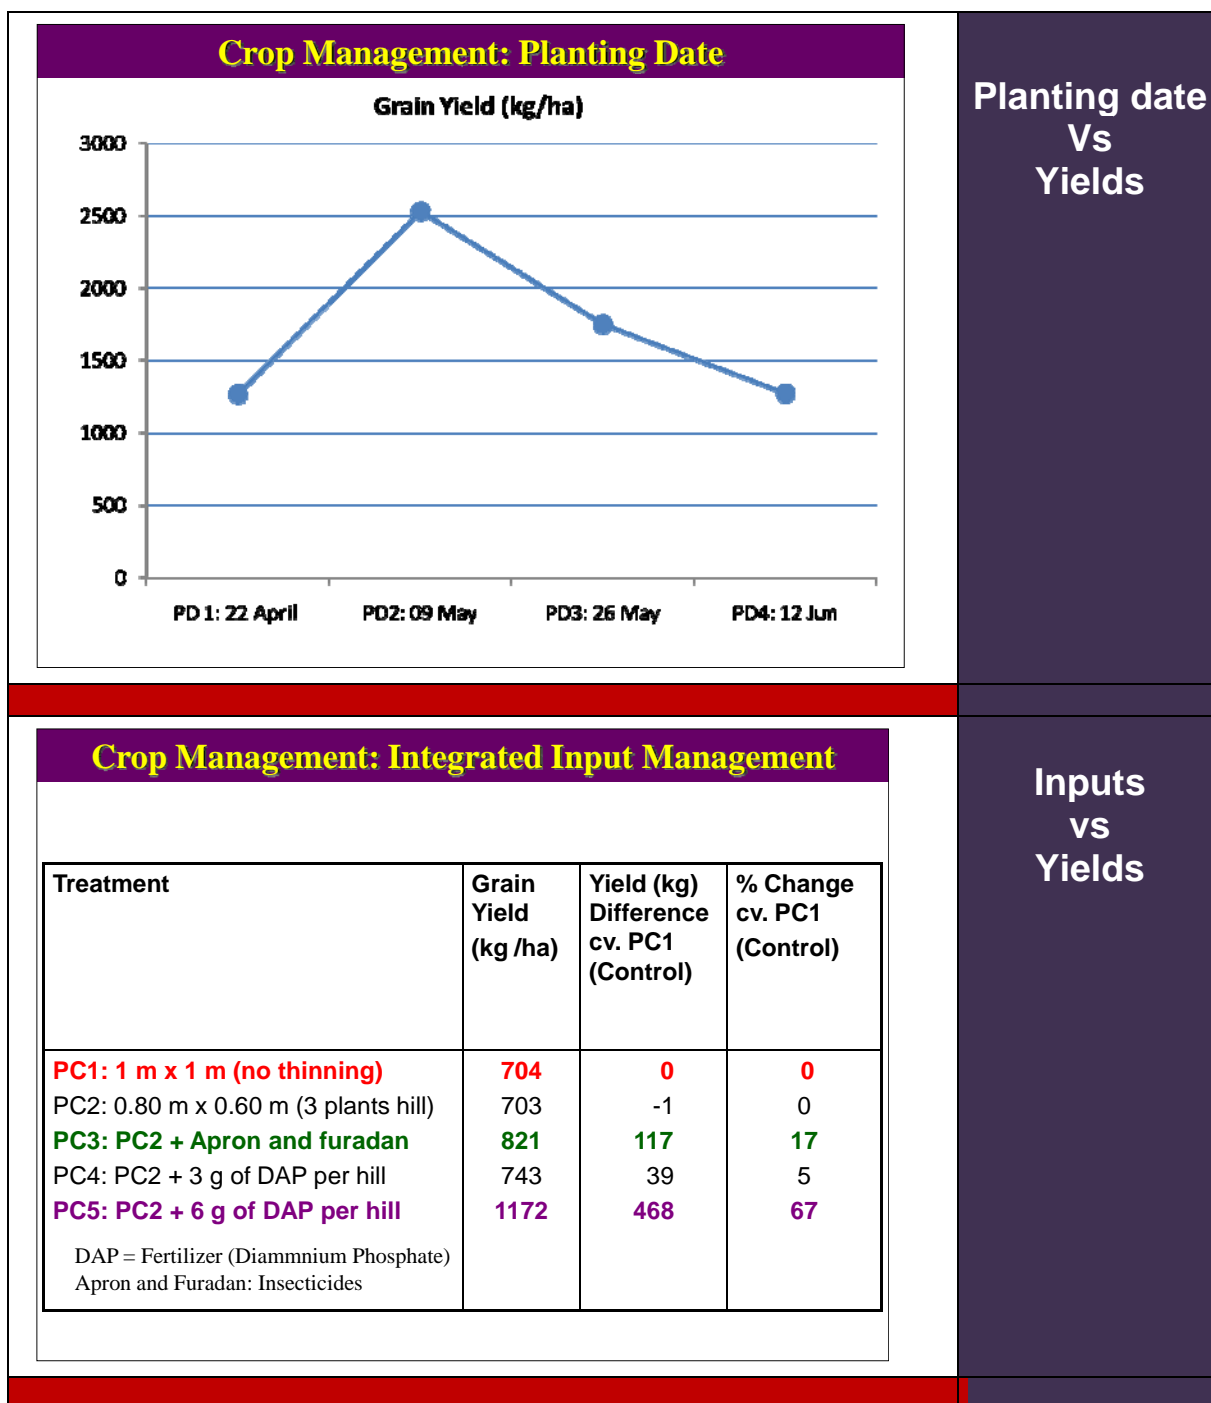 Crop Management: Planting Date
Grain Yield (kg/ha)
3000
2500
2000
1500
1000
500
0
PD 1: 22 April PD2: 09 May PD3: 26 May PD4: 12 Jun
Planting date
Vs
Yields
Crop Management: Integrated Input Management
Treatment
Grain
Yield
(kg /ha)
Yield (kg)
Difference
cv. PC1
(Control)
% Change
cv. PC1
(Control)
PC1: 1 m x 1 m (no thinning) 704 0 0
PC2: 0.80 m x 0.60 m (3 plants hill) 703 -1 0
PC3: PC2 + Apron and furadan 821 117 17
PC4: PC2 + 3 g of DAP per hill 743 39 5
PC5: PC2 + 6 g of DAP per hill 1172 468 67
DAP = Fertilizer (Diammnium Phosphate)
Apron and Furadan: Insecticides
Inputs
vs
Yields